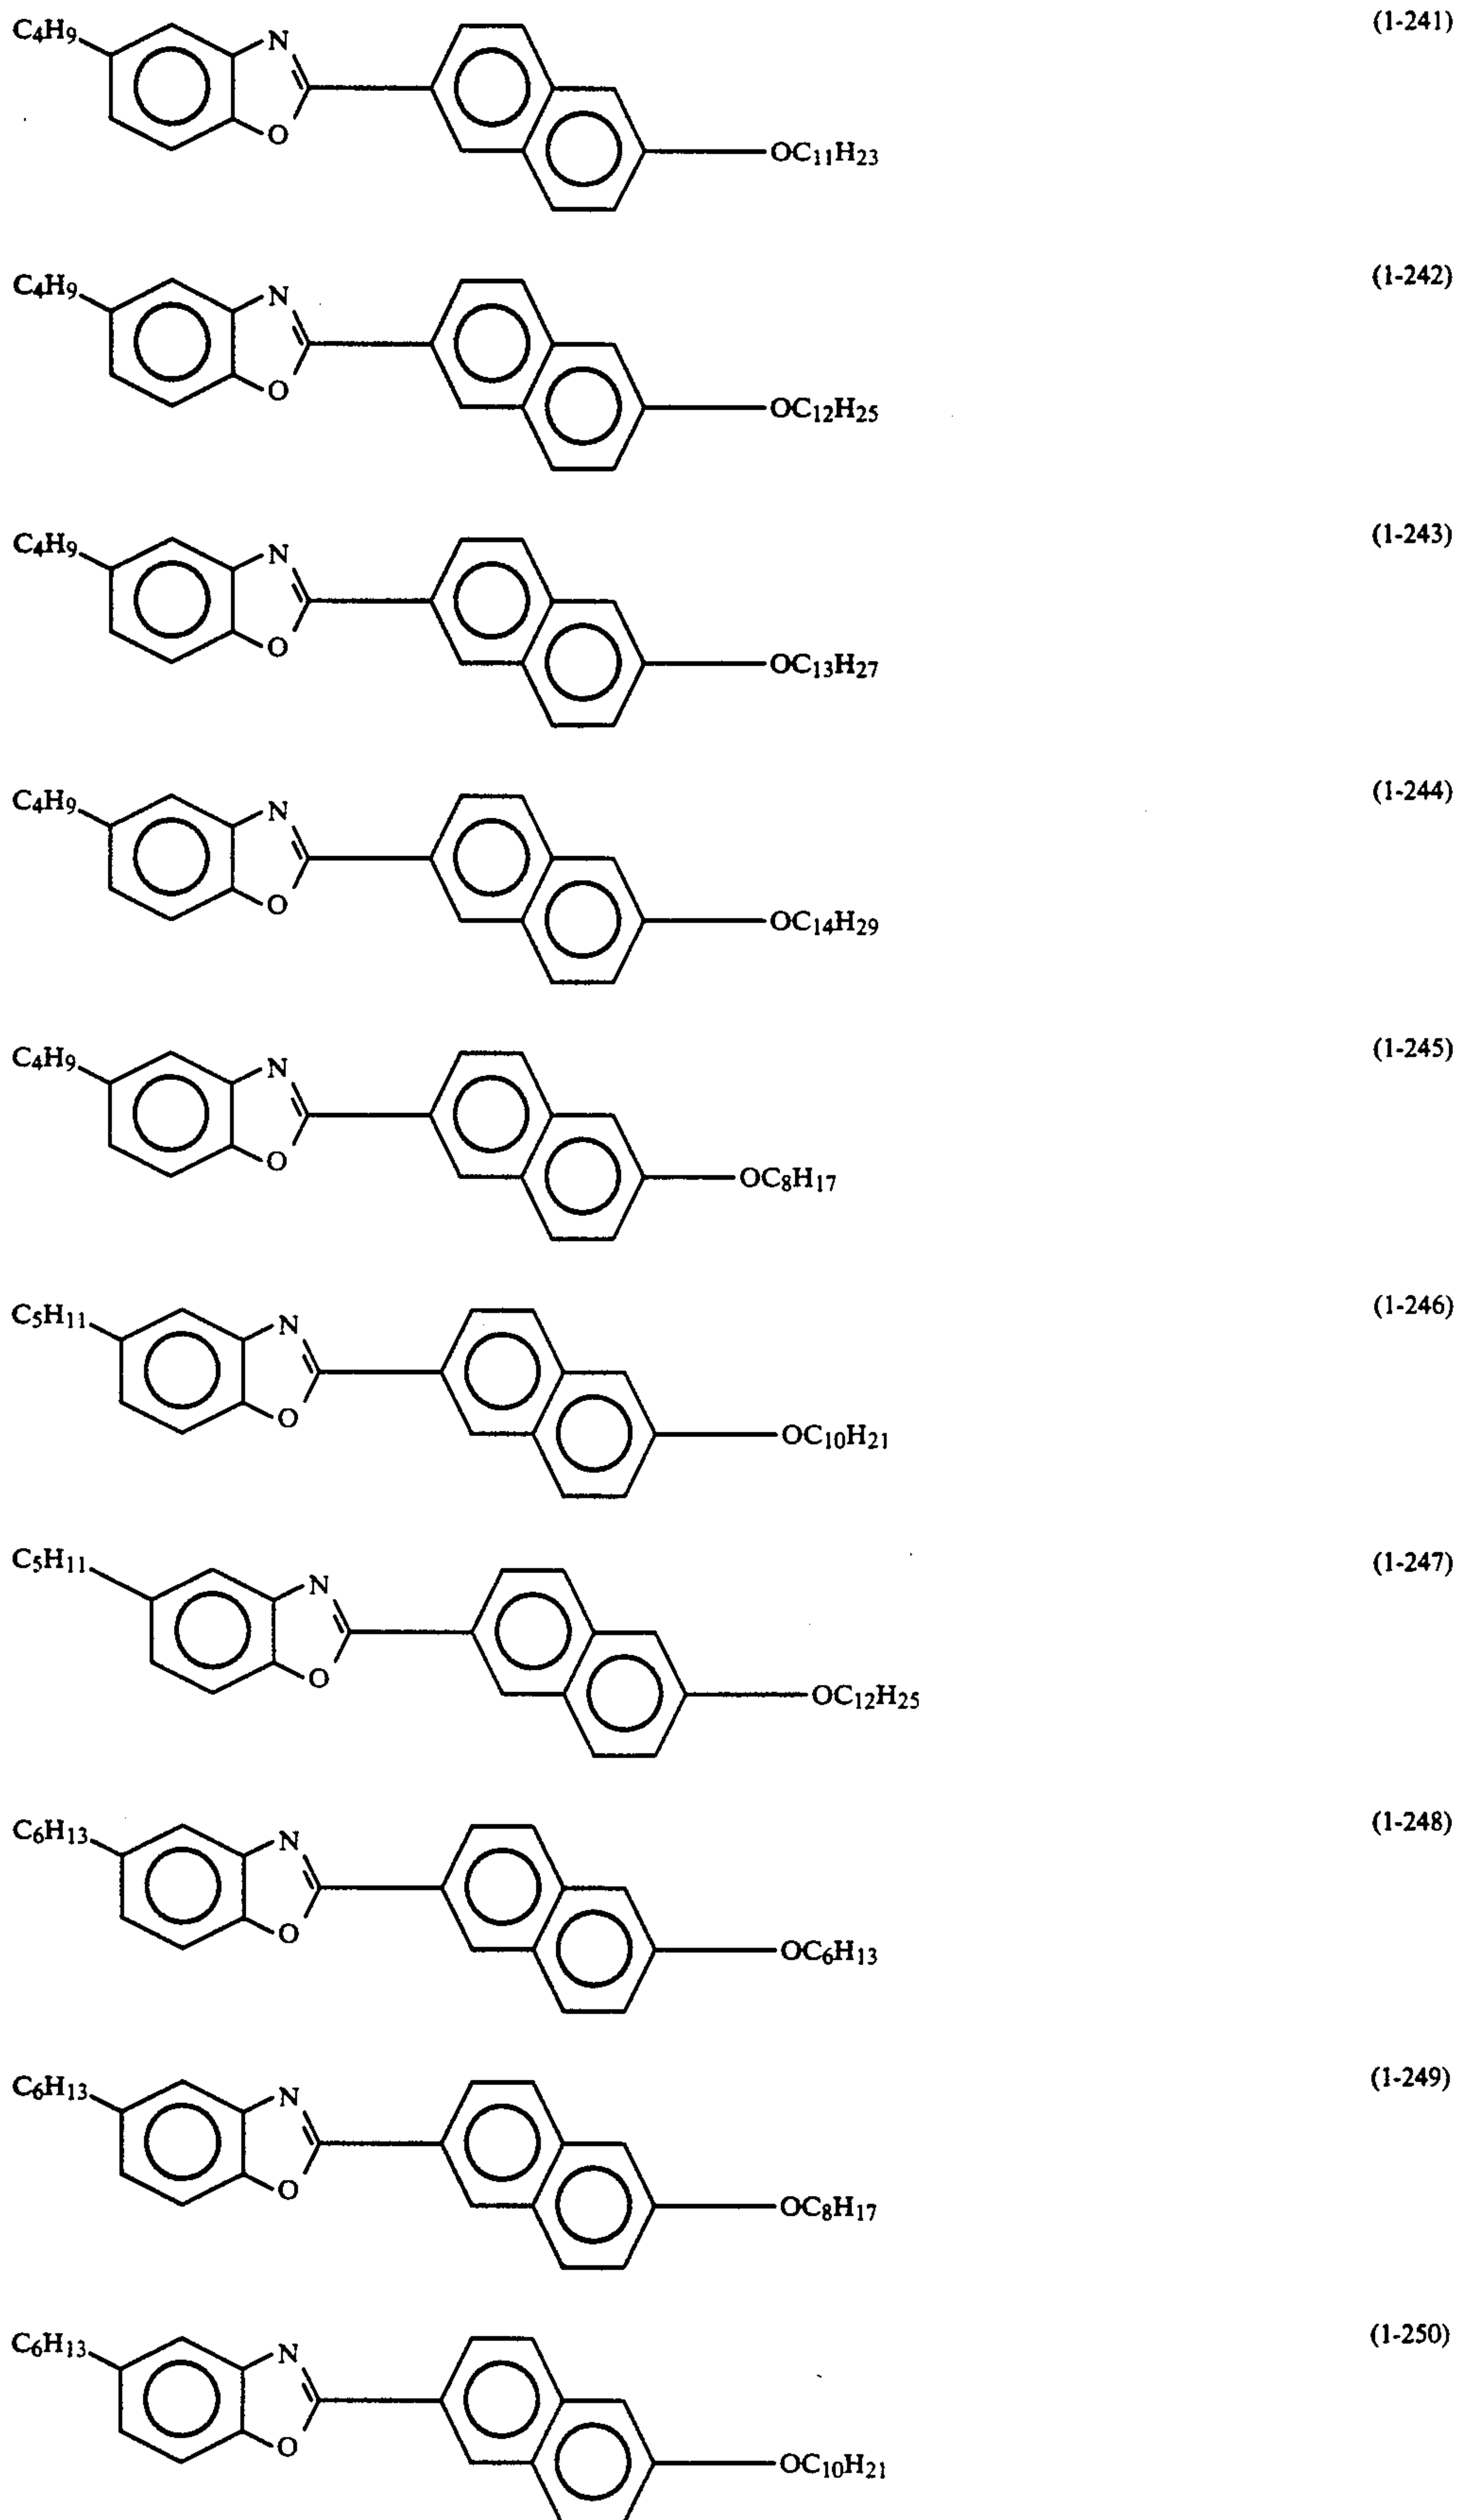 C4H9 N O OC11H23 (1-241)
C4H9 N O OC12H25 (1-242)
C4H9 N O OC13H27 (1-243)
C4H9 N O OC14H29 (1-244)
C4H9 N O OC8H17 (1-245)
C5H11 N O OC10H21 (1-246)
C5H11 N O OC12H25 (1-247)
C6H13 N O OC6H13 (1-248)
C6H13 N O OC8H17 (1-249)
C6H13 N O OC10H21 (1-250)